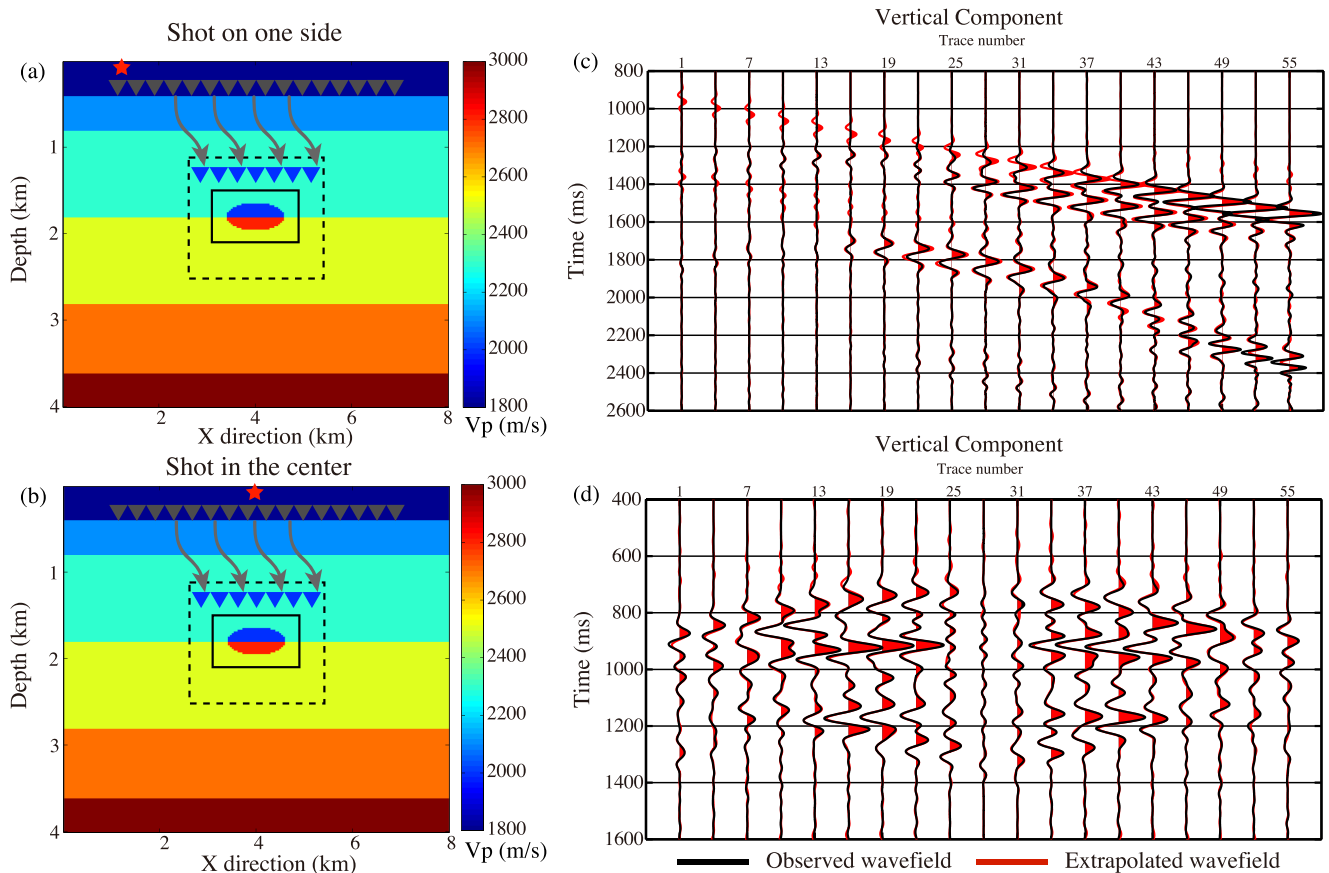 Shot on one side
(a)
Depth (km)
1
2
3
4
2
4
6
8
X direction (km)
3000
2800
2600
2400
2200
2000
1800
Vp (m/s)
Vertical Component
Trace number
(c)
1 7 13 19 25 31 37 43 49 55
Time (ms)
800
1000
1200
1400
1600
1800
2000
2200
2400
2600
Shot in the center
(b)
Depth (km)
1
2
3
4
2
4
6
8
X direction (km)
3000
2800
2600
2400
2200
2000
1800
Vp (m/s)
Vertical Component
Trace number
(d)
1 7 13 19 25 31 37 43 49 55
Time (ms)
400
600
800
1000
1200
1400
1600
Observed wavefield
Extrapolated wavefield